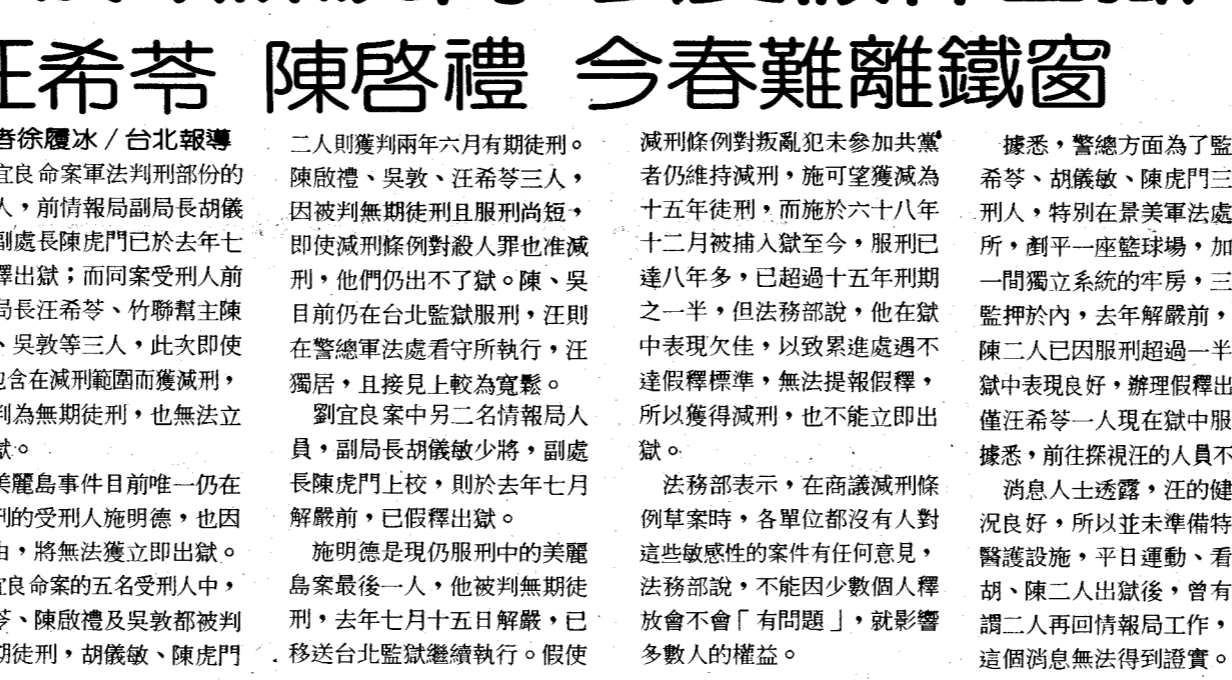 汪希苓 陳啓禮 今春難離鐵窗
者徐履冰／台北報導
宜良命案軍法判刑部份的
人，前情報局副局長胡儀
副處長陳虎門已於去年七
釋出獄；而同案受刑人前
局長汪希苓、竹聯幫主陳
、吳敦等三人，此次即使
包含在減刑範圍而獲減刑，
判為無期徒刑，也無法立
獄。
美麗島事件目前唯一仍在
刑的受刑人施明德，也因
由，將無法獲立即出獄。
宜良命案的五名受刑人中，
苓、陳啟禮及吳敦都被判
期徒刑，胡儀敏、陳虎門
二人則獲判兩年六月有期徒刑。
陳啟禮、吳敦、汪希苓三人，
因被判無期徒刑且服刑尚短，
即使減刑條例對殺人罪也准減
刑，他們仍出不了獄。陳、吳
目前仍在台北監獄服刑，汪則
在警總軍法處看守所執行，汪
獨居，且接見上較為寬鬆。
劉宜良案中另二名情報局人
員，副局長胡儀敏少將，副處
長陳虎門上校，則於去年七月
解嚴前，已假釋出獄。
施明德是現仍服刑中的美麗
島案最後一人，他被判無期徒
刑，去年七月十五日解嚴，已
移送台北監獄繼續執行。假使
減刑條例對叛亂犯未參加共黨
者仍維持減刑，施可望獲減為
十五年徒刑，而施於六十八年
十二月被捕入獄至今，服刑已
達八年多，已超過十五年刑期
之一半，但法務部說，他在獄
中表現欠佳，以致累進處遇不
達假釋標準，無法提報假釋，
所以獲得減刑，也不能立即出
獄。
法務部表示，在商議減刑條
例草案時，各單位都沒有人對
這些敏感性的案件有任何意見，
法務部說，不能因少數個人釋
放會不會「有問題」，就影響
多數人的權益。
據悉，警總方面為了監
希苓、胡儀敏、陳虎門三
刑人，特別在景美軍法處
所，剷平一座籃球場，加
一間獨立系統的牢房，三
監押於內，去年解嚴前，
陳二人已因服刑超過一半
獄中表現良好，辦理假釋出
僅汪希苓一人現在獄中服
據悉，前往探視汪的人員不
消息人士透露，汪的健
況良好，所以並未準備特
醫護設施，平日運動、看
胡、陳二人出獄後，曾有
謂二人再回情報局工作，
這個消息無法得到證實。